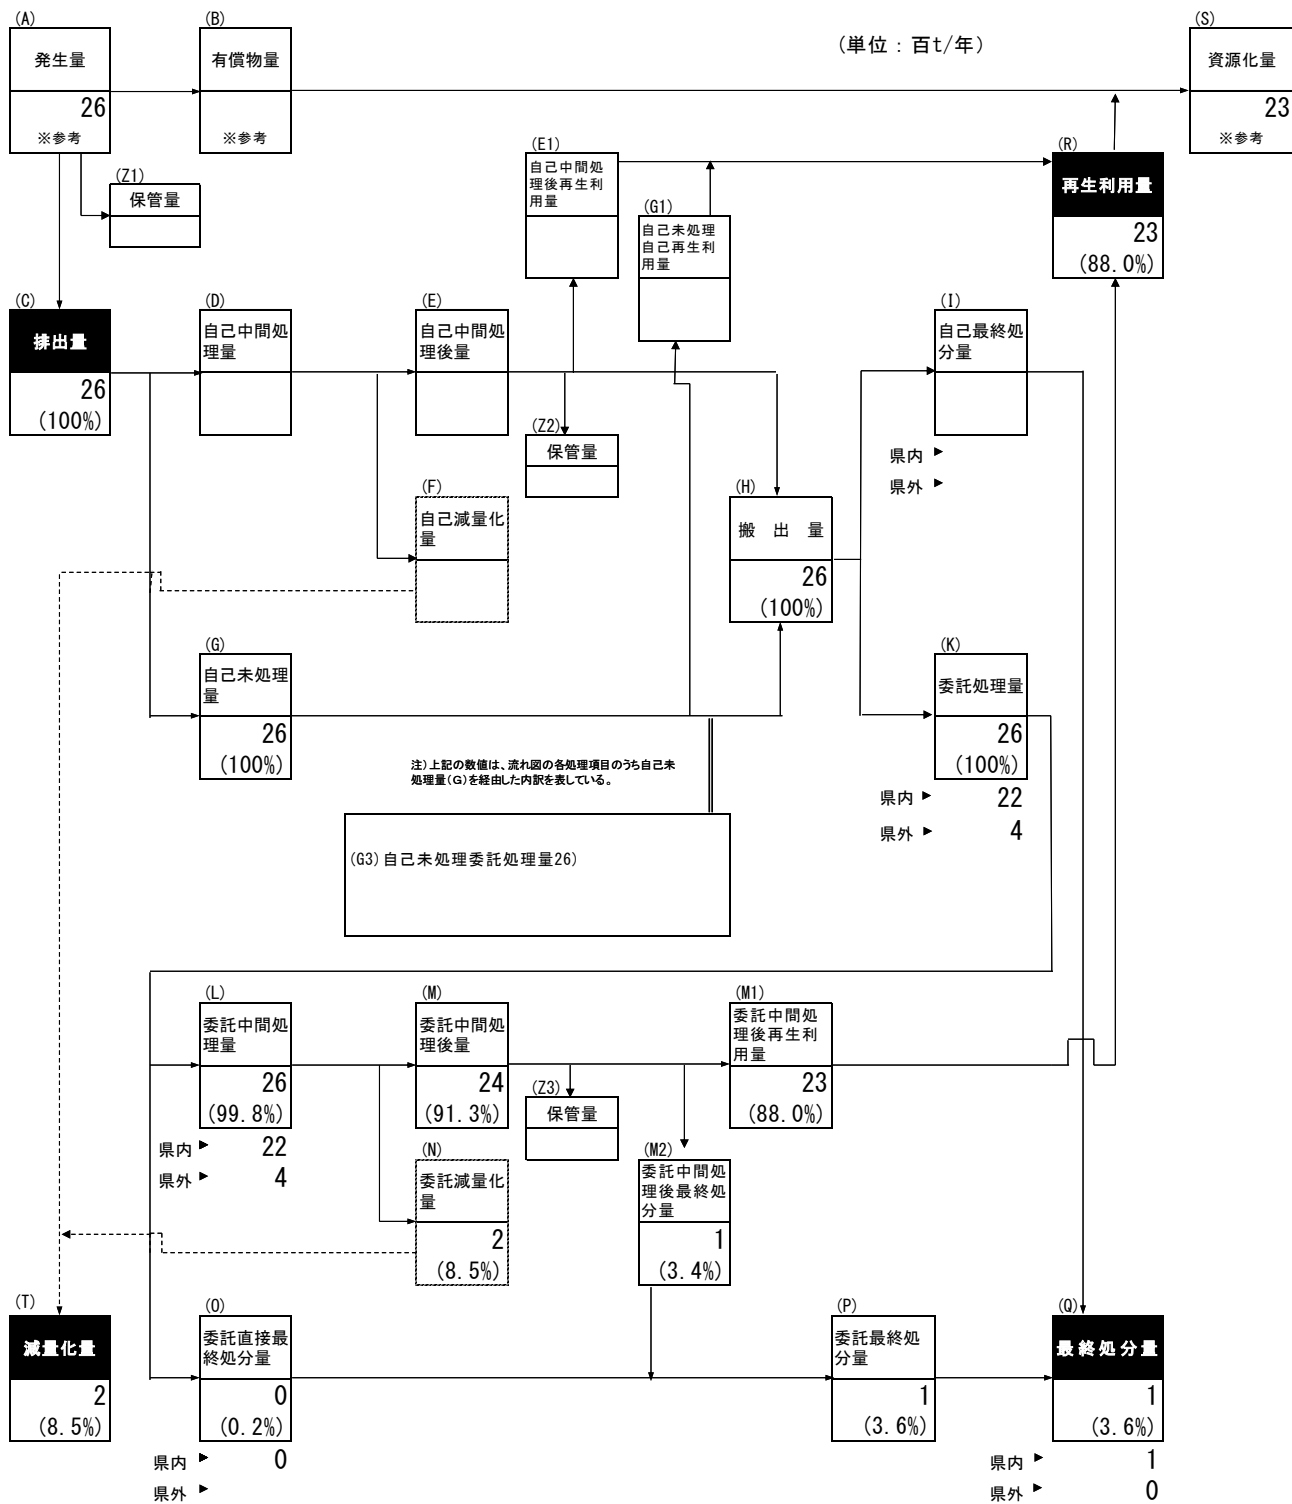 (A)
発生量
26
※参考
(B)
有償物量
※参考
(単位：百t/年)
(S)
資源化量
23
※参考
(Z1)
保管量
(E1)
自己中間処
理後再生利
用量
(G1)
自己未処理
自己再生利
用量
(R)
再生利用量
23
(88.0%)
(C)
排出量
26
(100%)
(D)
自己中間処
理量
(E)
自己中間処
理後量
(Z2)
保管量
(I)
自己最終処
分量
県内 ▶
県外 ▶
(F)
自己減量化
量
(H)
搬 出 量
26
(100%)
(G)
自己未処理
量
26
(100%)
(K)
委託処理量
26
(100%)
県内 ▶ 22
県外 ▶ 4
注）上記の数値は、流れ図の各処理項目のうち自己未
処理量(G)を経由した内訳を表している。
(G3)自己未処理委託処理量26)
(L)
委託中間処
理量
26
(99.8%)
県内 ▶ 22
県外 ▶ 4
(M)
委託中間処
理後量
24
(91.3%)
(Z3)
保管量
(M1)
委託中間処
理後再生利
用量
23
(88.0%)
(N)
委託減量化
量
2
(8.5%)
(M2)
委託中間処
理後最終処
分量
1
(3.4%)
(T)
減量化量
2
(8.5%)
(O)
委託直接最
終処分量
0
(0.2%)
県内 ▶ 0
県外 ▶
(P)
委託最終処
分量
1
(3.6%)
(Q)
最終処分量
1
(3.6%)
県内 ▶ 1
県外 ▶ 0